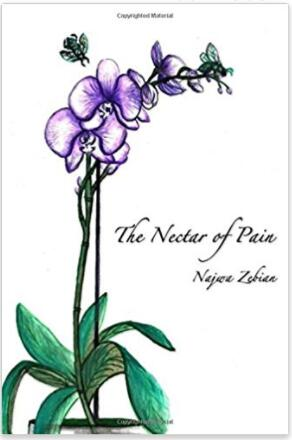 Copyrighted Material
The Nectar of Pain
Najwa Zebian